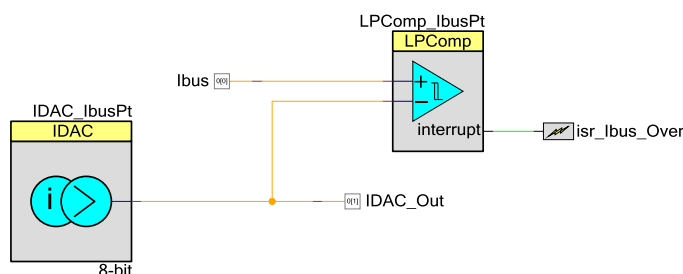 LPComp_IbusPt
LPComp
Ibus 0[0]
+
−
interrupt
isr_Ibus_Over
IDAC_IbusPt
IDAC
i
0[1] IDAC_Out
8-bit